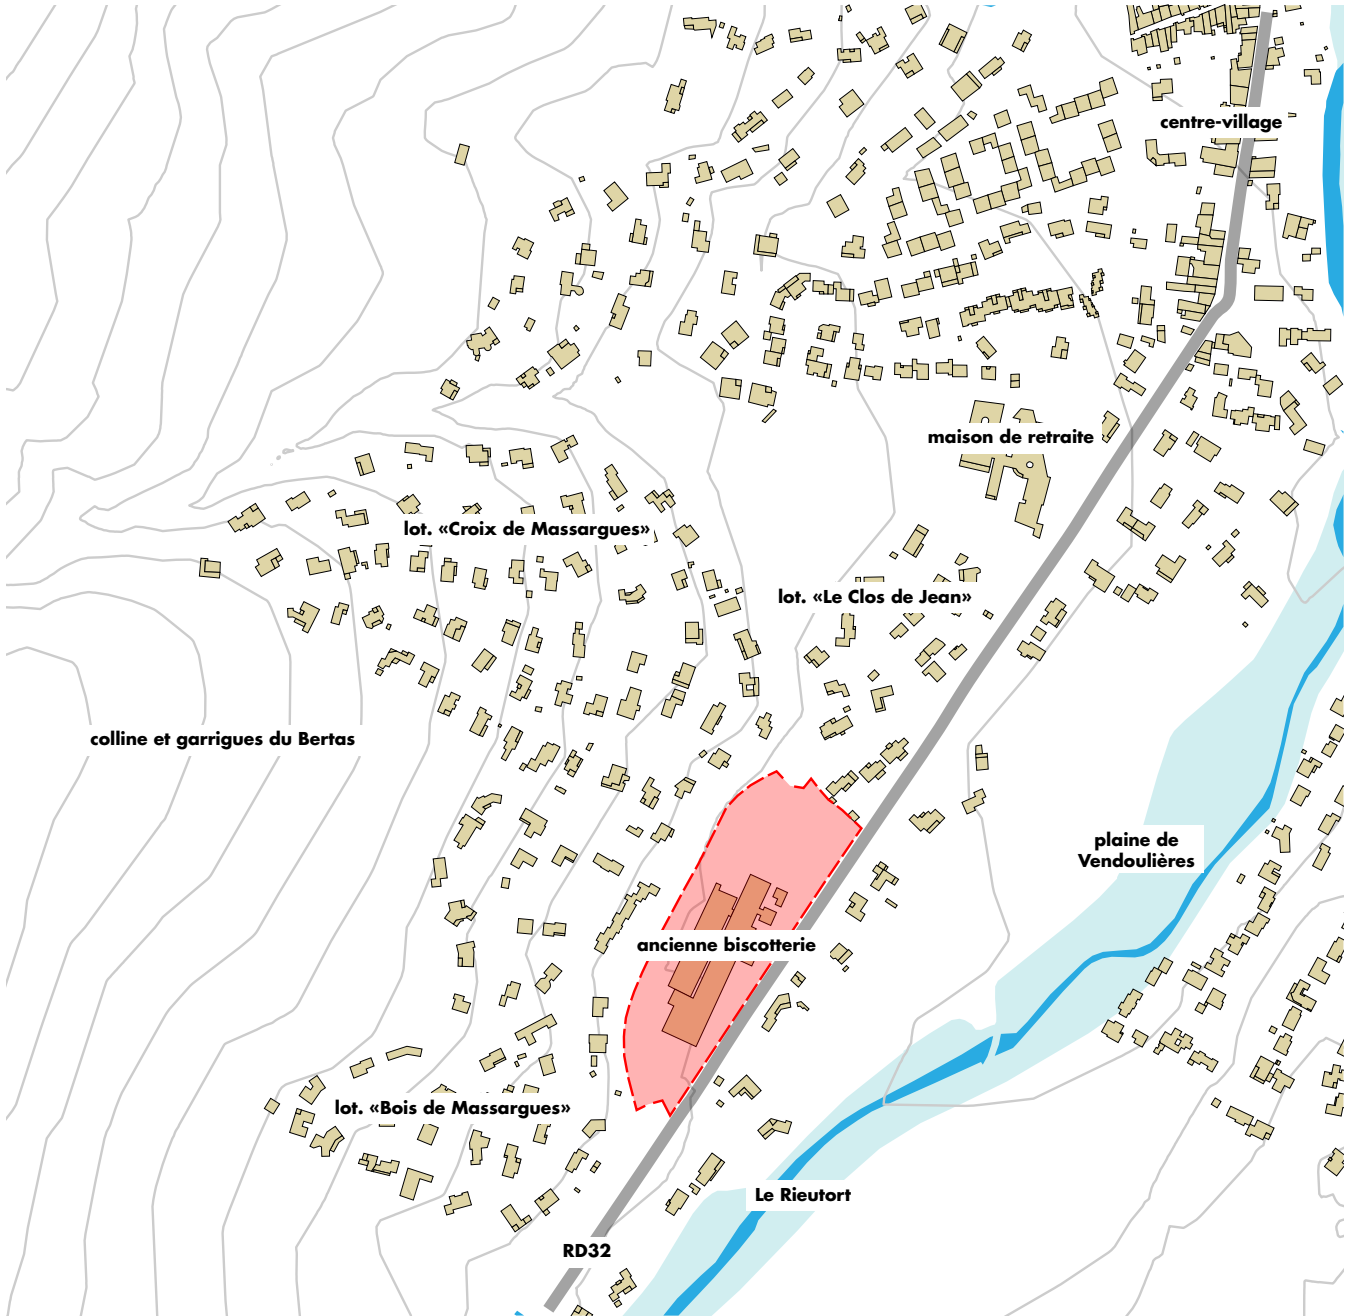 centre-village
maison de retraite
lot. «Croix de Massargues»
lot. «Le Clos de Jean»
colline et garrigues du Bertas
plaine de
Vendoulières
ancienne biscotterie
lot. «Bois de Massargues»
Le Rieutort
RD32